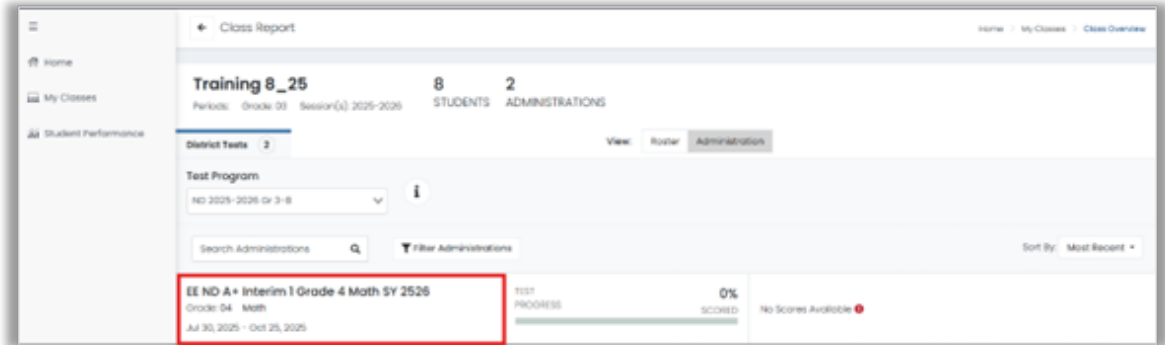 Class Report
Home > My Classes > Class Overview
Home
My Classes
Student Performance
Training 8_25
Periods: Grade: 03 Session(s): 2025-2026
8
STUDENTS
2
ADMINISTRATIONS
District Tests 2
View: Roster Administration
Test Program
ND 2025-2026 Gr 3-8
i
Search Administrations
Filter Administrations
Sort By: Most Recent
EE ND A+ Interim 1 Grade 4 Math SY 2526
Grade: 04 Math
Jul 30, 2025 - Oct 25, 2025
TEST
PROGRESS
0%
SCORED
No Scores Available